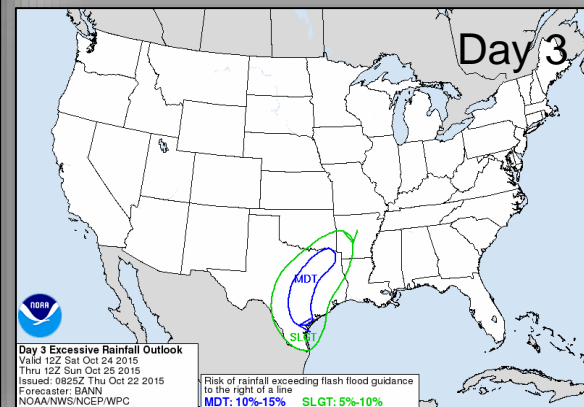 Day 3
MDT
SLGT
NOAA
Day 3 Excessive Rainfall Outlook
Valid 12Z Sat Oct 24 2015
Thru 12Z Sun Oct 25 2015
Issued: 0825Z Thu Oct 22 2015
Forecaster: BANN
NOAA/NWS/NCEP/WPC
Risk of rainfall exceeding flash flood guidance
to the right of a line
MDT: 10%-15% SLGT: 5%-10%